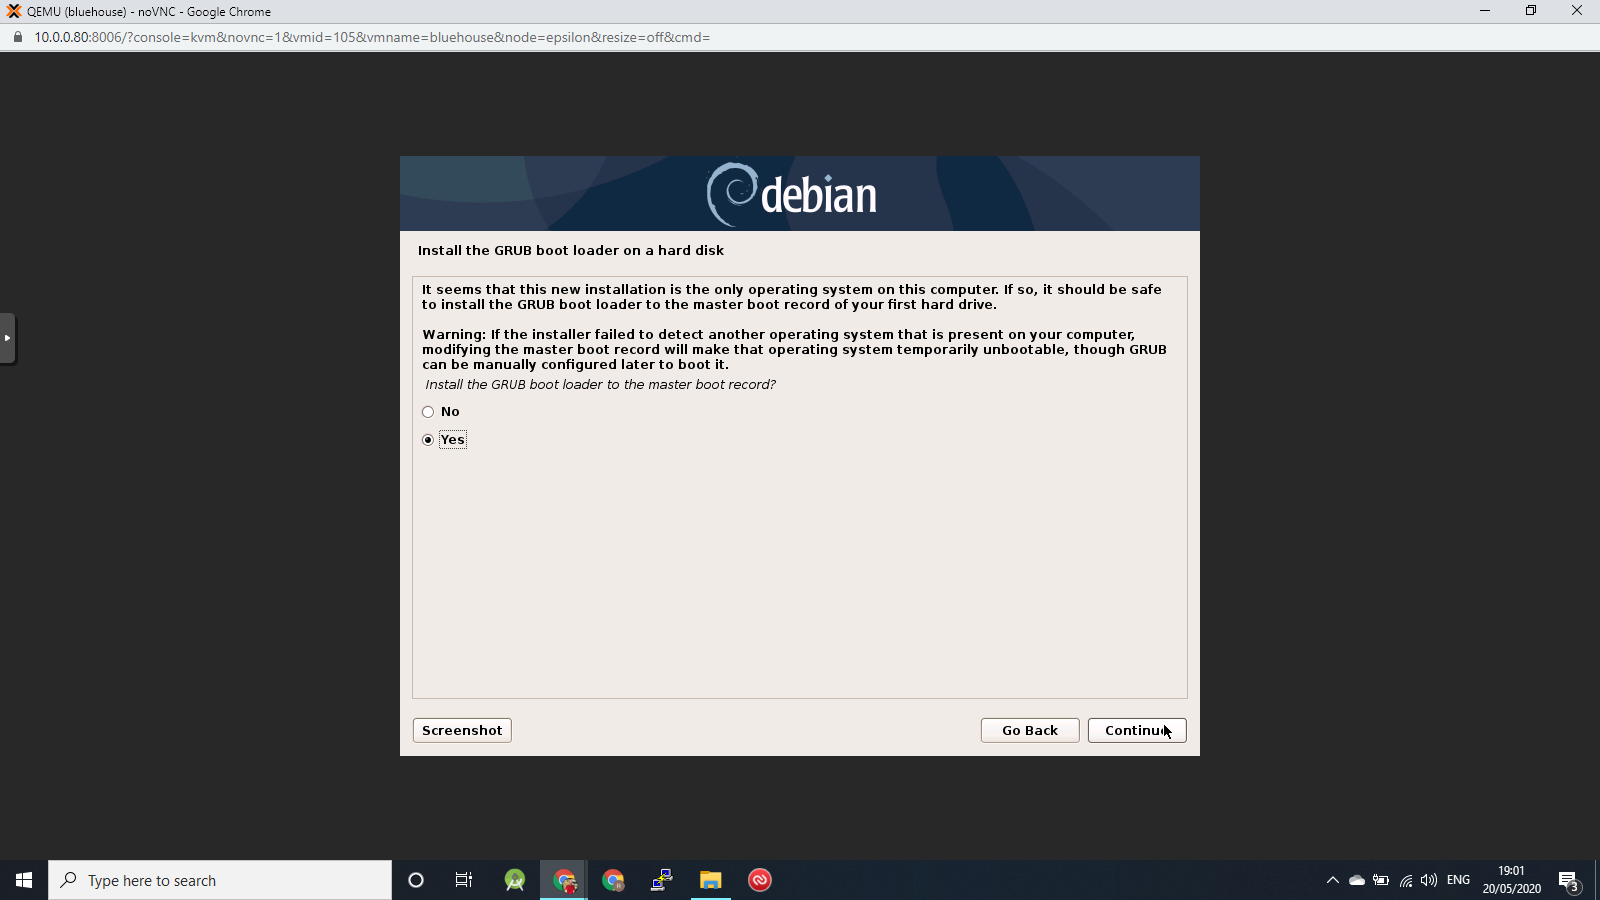 QEMU (bluehouse) - noVNC - Google Chrome
10.0.0.80:8006/?console=kvm&novnc=1&vmid=105&vmname=bluehouse&node=epsilon&resize=off&cmd=
debian
Install the GRUB boot loader on a hard disk
It seems that this new installation is the only operating system on this computer. If so, it should be safe
to install the GRUB boot loader to the master boot record of your first hard drive.
Warning: If the installer failed to detect another operating system that is present on your computer,
modifying the master boot record will make that operating system temporarily unbootable, though GRUB
can be manually configured later to boot it.
Install the GRUB boot loader to the master boot record?
No
Yes
Screenshot
Go Back
Continue
Type here to search
ENG
19:01
20/05/2020
3